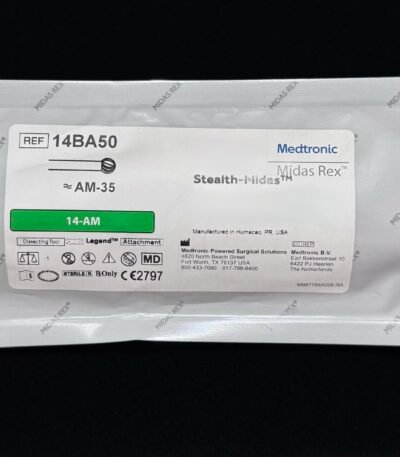 MIDAS REX®
REF 14BA50
≈ AM-35
14-AM
Stealth-Midas™
Medtronic
Midas Rex™
Manufactured in Humacao, PR, USA
Dissecting Tool Legend™ Attachment
:1 MD
STERILE R Rx Only CE2797
Medtronic Powered Surgical Solutions
4620 North Beach Street
Fort Worth, TX 76137 USA
800-433-7080 817-788-6400
EC REP
Medtronic B.V.
Earl Bakkenstraat 10
6422 PJ Heerlen
The Netherlands